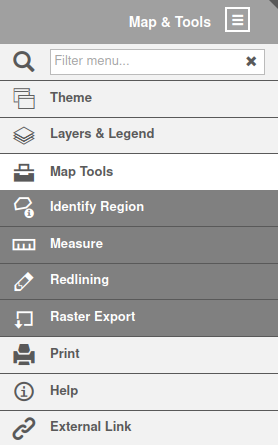 Map & Tools
Filter menu...
Theme
Layers & Legend
Map Tools
Identify Region
Measure
Redlining
Raster Export
Print
Help
External Link